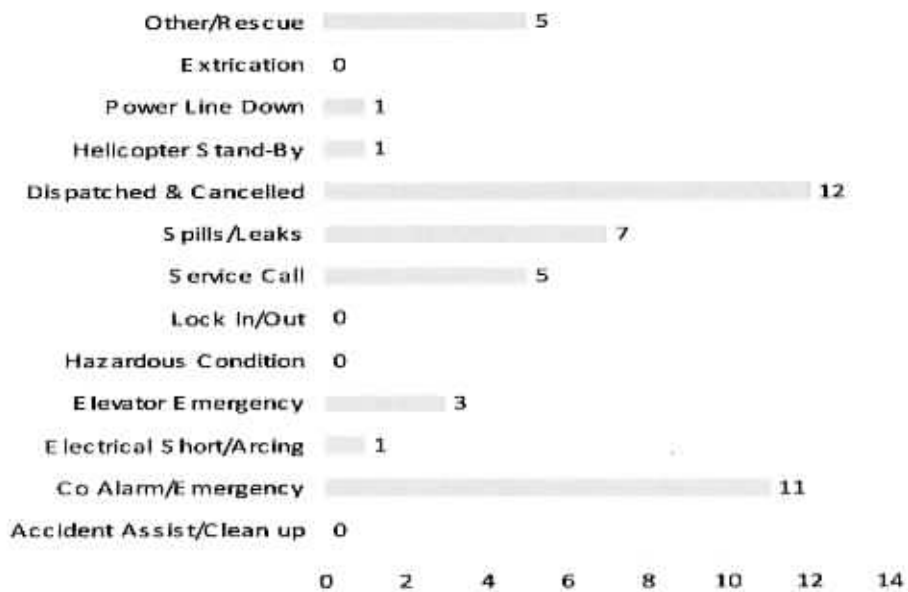 Other/Rescue 5
Extrication 0
Power Line Down 1
Helicopter Stand-By 1
Dispatched & Cancelled 12
Spills/Leaks 7
Service Call 5
Lock In/Out 0
Hazardous Condition 0
Elevator Emergency 3
Electrical Short/Arcing 1
Co Alarm/Emergency 11
Accident Assist/Clean up 0
0 2 4 6 8 10 12 14